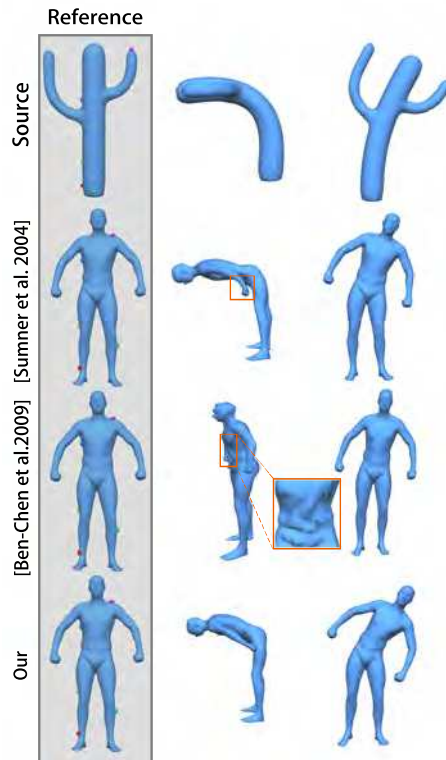 Reference
Source
[Sumner et al. 2004]
[Ben-Chen et al.2009]
Our